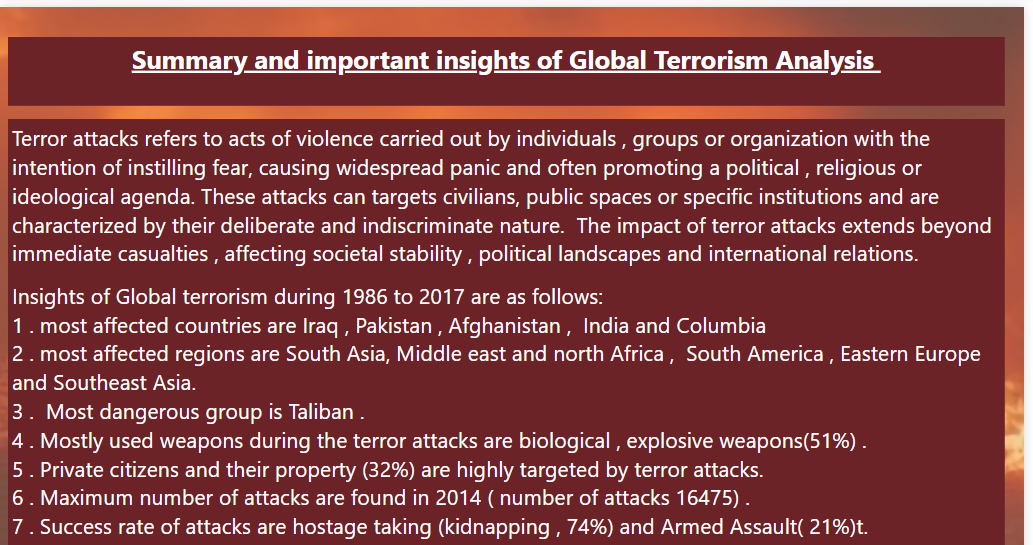 Summary and important insights of Global Terrorism Analysis
Terror attacks refers to acts of violence carried out by individuals , groups or organization with the
intention of instilling fear, causing widespread panic and often promoting a political , religious or
ideological agenda. These attacks can targets civilians, public spaces or specific institutions and are
characterized by their deliberate and indiscriminate nature.  The impact of terror attacks extends beyond
immediate casualties , affecting societal stability , political landscapes and international relations.
Insights of Global terrorism during 1986 to 2017 are as follows:
1 . most affected countries are Iraq , Pakistan , Afghanistan ,  India and Columbia
2 . most affected regions are South Asia, Middle east and north Africa ,  South America , Eastern Europe
and Southeast Asia.
3 .  Most dangerous group is Taliban .
4 . Mostly used weapons during the terror attacks are biological , explosive weapons(51%) .
5 . Private citizens and their property (32%) are highly targeted by terror attacks.
6 . Maximum number of attacks are found in 2014 ( number of attacks 16475) .
7 . Success rate of attacks are hostage taking (kidnapping , 74%) and Armed Assault( 21%)t.